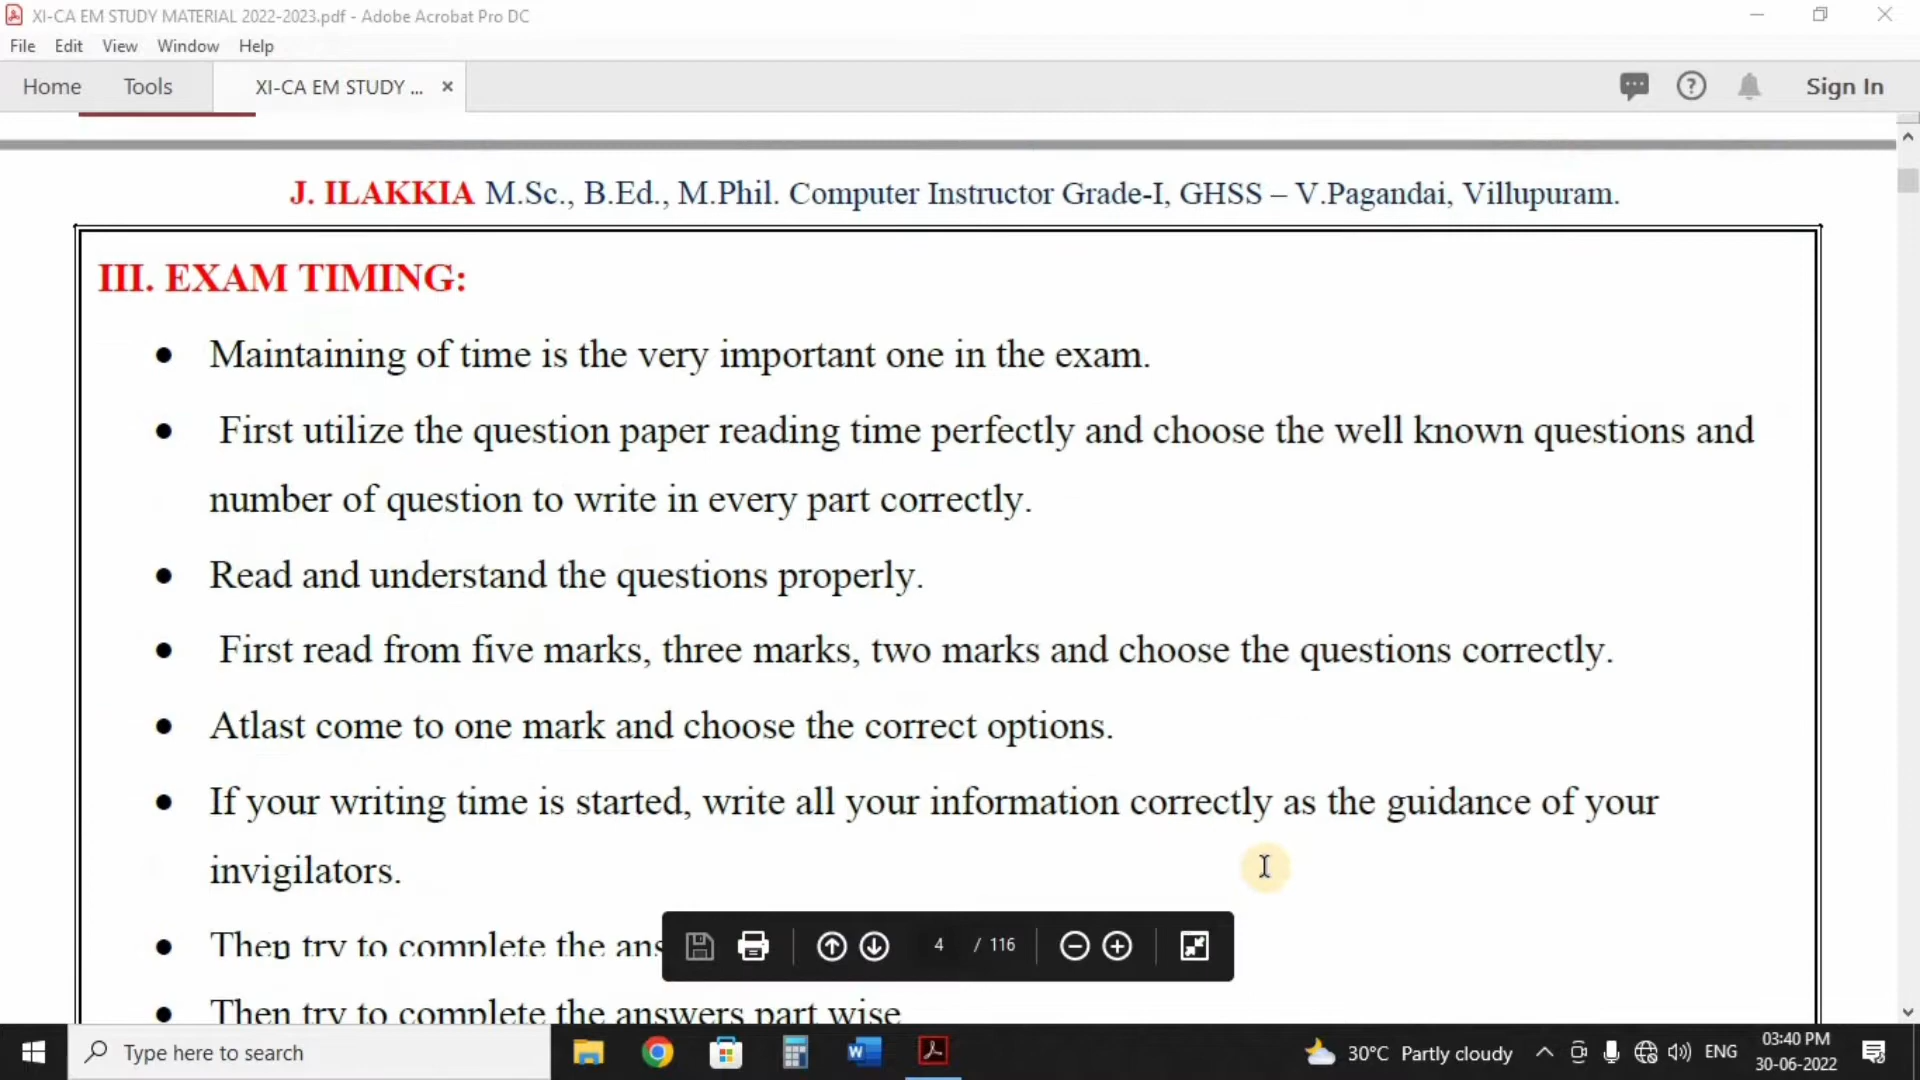 XI-CA EM STUDY MATERIAL 2022-2023.pdf - Adobe Acrobat Pro DC
File Edit View Window Help
Home Tools XI-CA EM STUDY ... × Sign In
J. ILAKKIA M.Sc., B.Ed., M.Phil. Computer Instructor Grade-I, GHSS – V.Pagandai, Villupuram.
III. EXAM TIMING:
● Maintaining of time is the very important one in the exam.
● First utilize the question paper reading time perfectly and choose the well known questions and
number of question to write in every part correctly.
● Read and understand the questions properly.
● First read from five marks, three marks, two marks and choose the questions correctly.
● Atlast come to one mark and choose the correct options.
● If your writing time is started, write all your information correctly as the guidance of your
invigilators.
● Then try to complete the ans
4 / 116
● Then try to complete the answers part wise
Type here to search 30°C Partly cloudy ENG 03:40 PM
30-06-2022